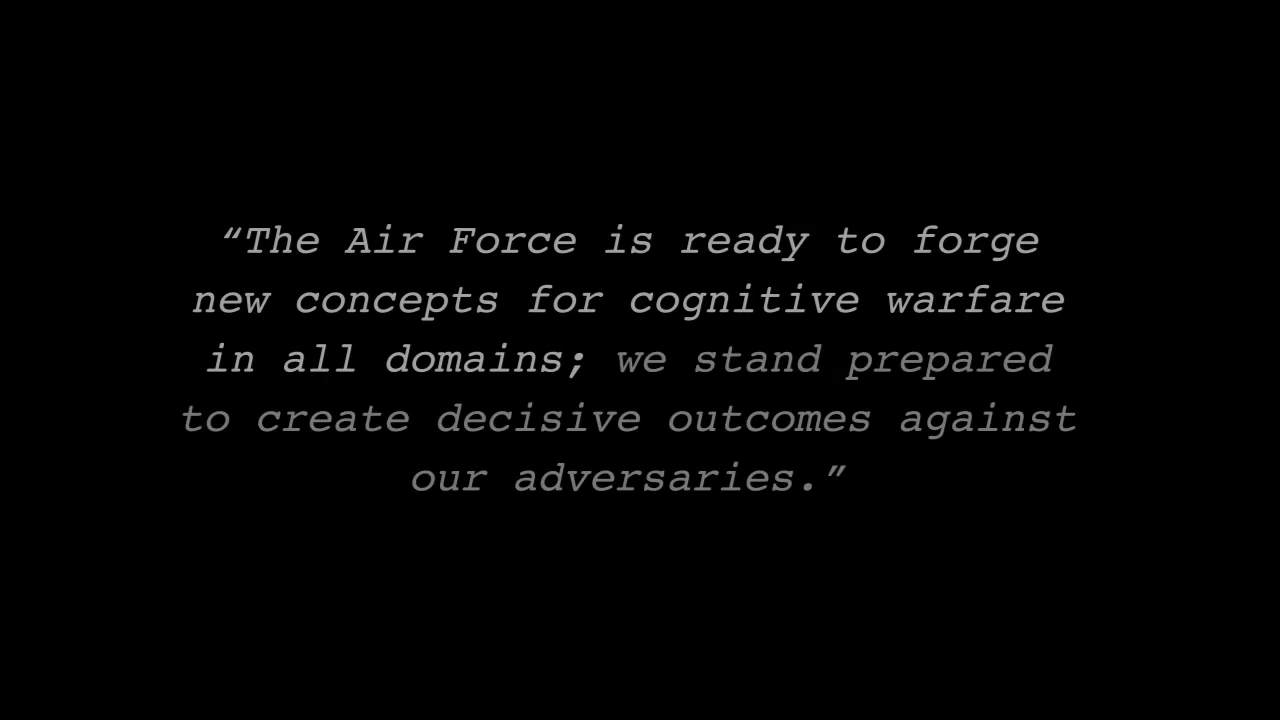 “The Air Force is ready to forge
new concepts for cognitive warfare
in all domains; we stand prepared
to create decisive outcomes against
our adversaries.”